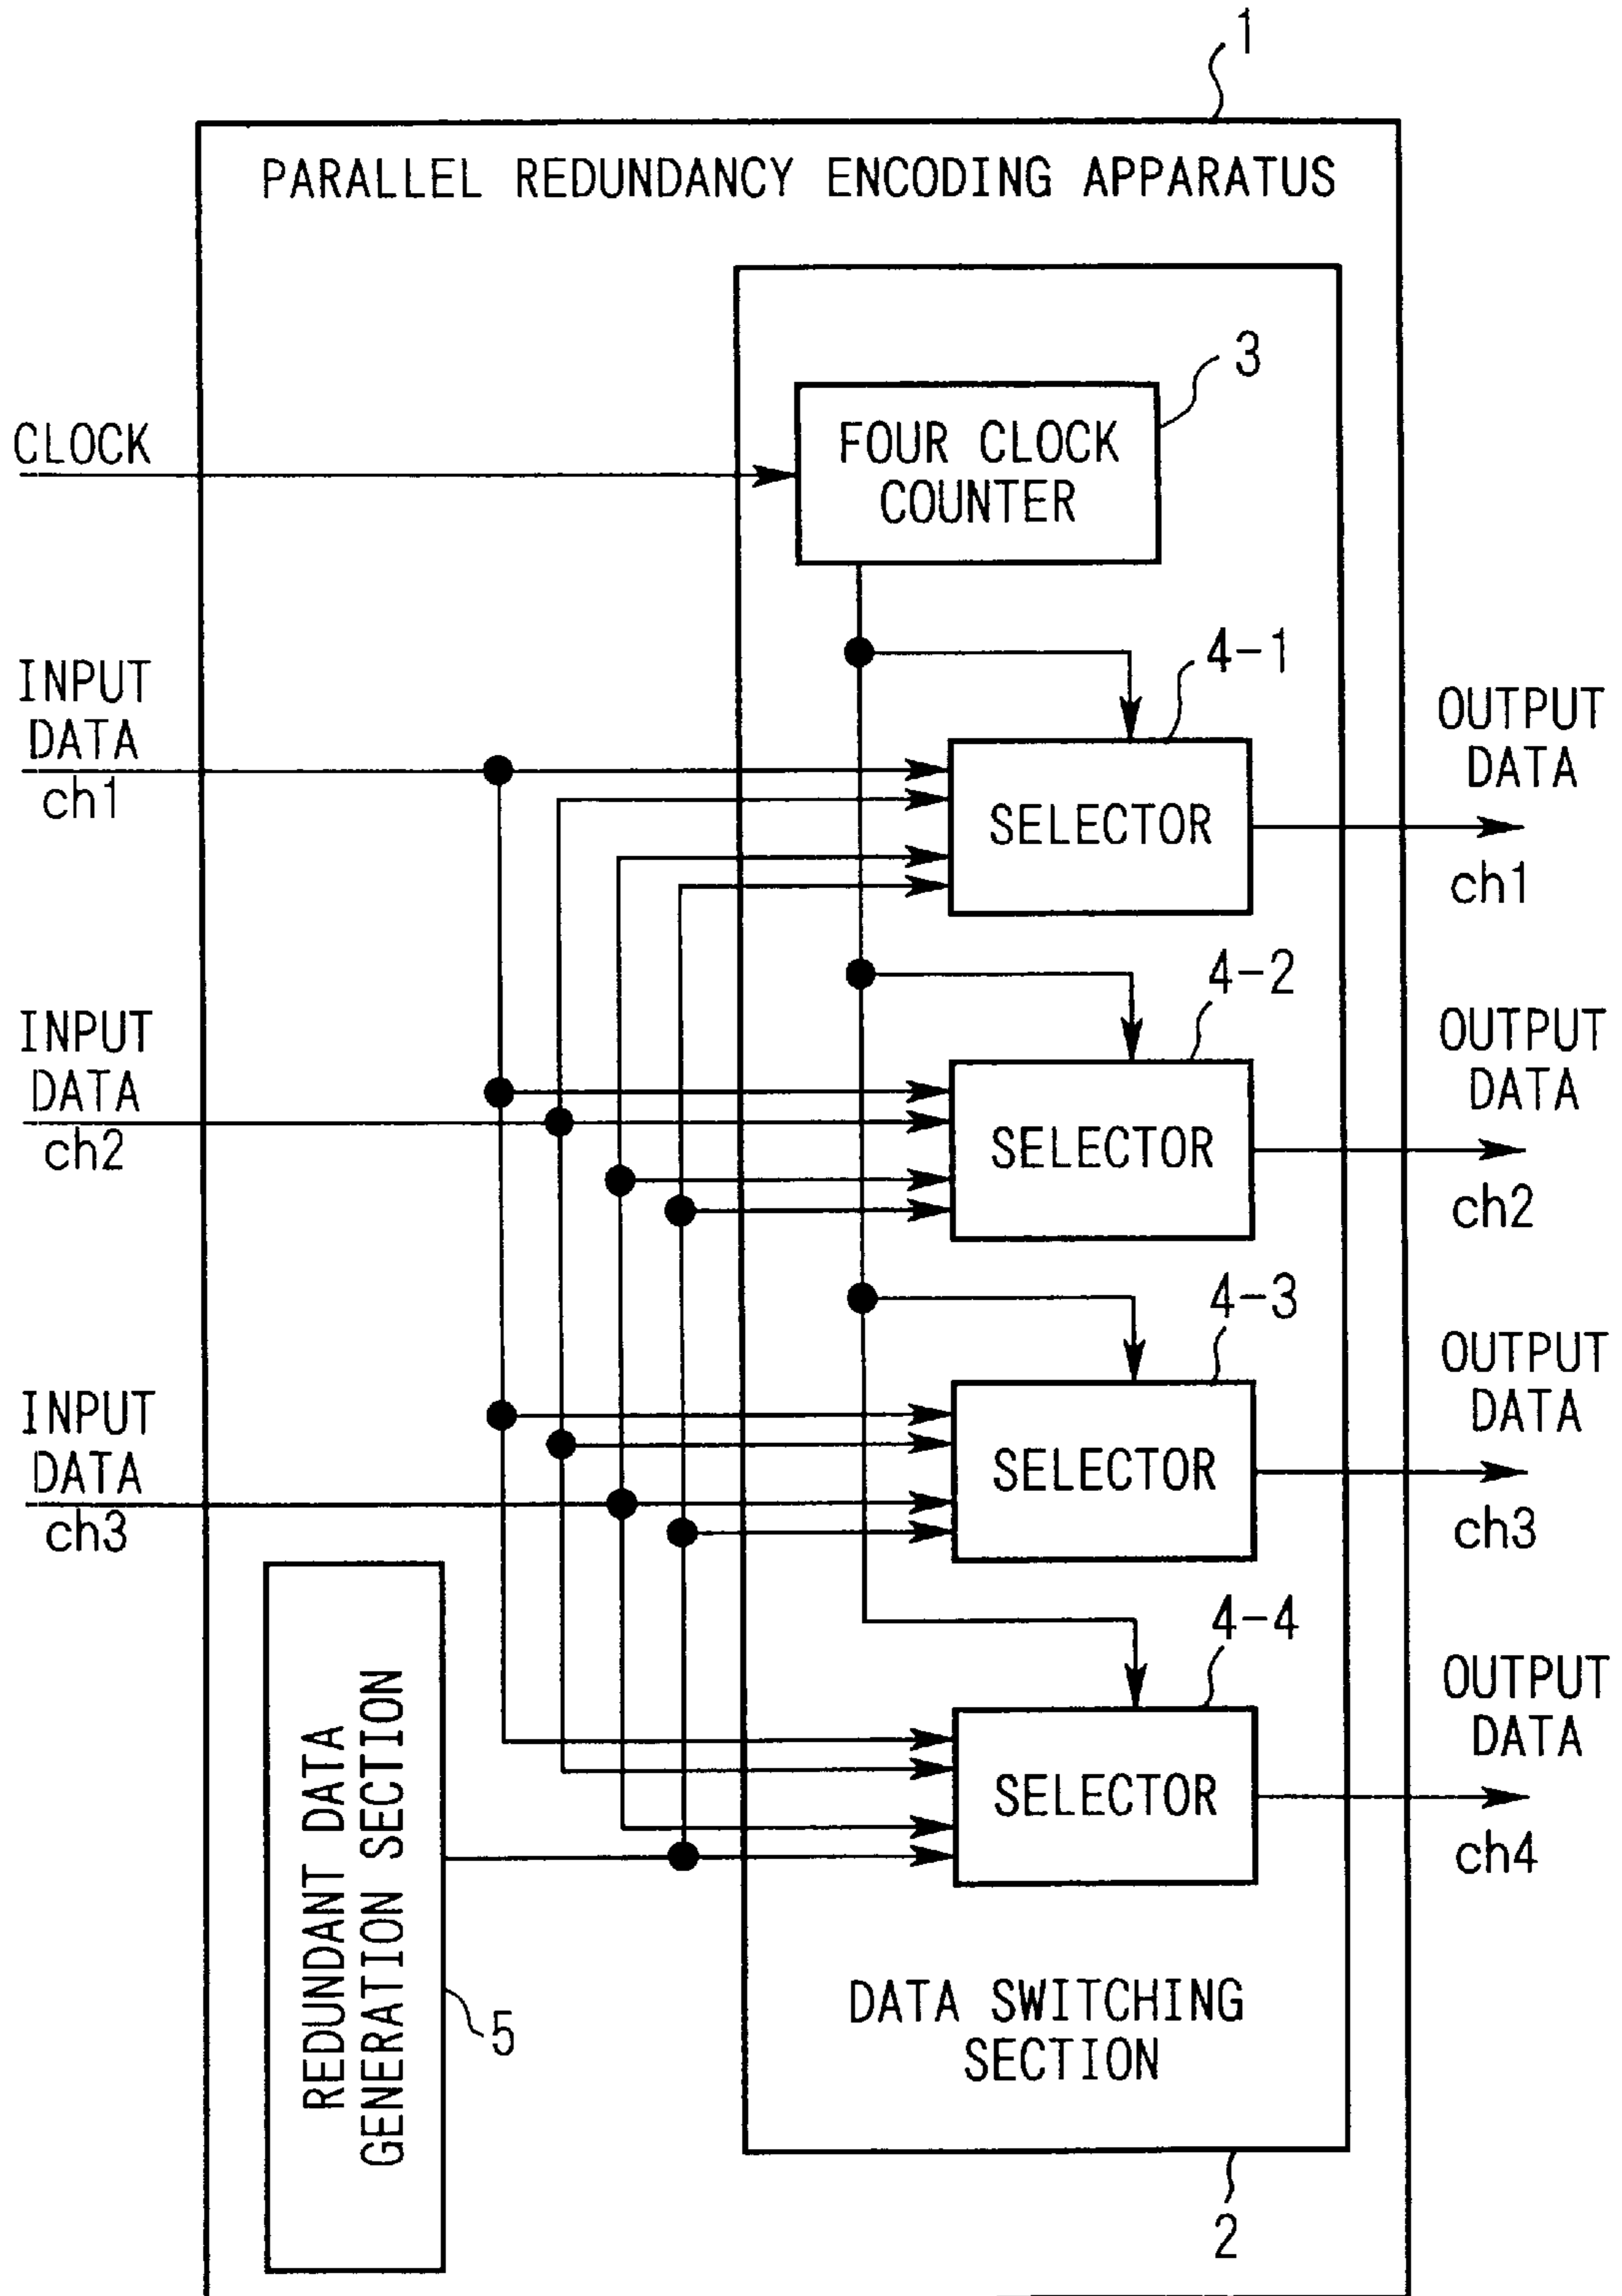 1
PARALLEL REDUNDANCY ENCODING APPARATUS
3
CLOCK
FOUR CLOCK
COUNTER
4-1
INPUT
DATA
ch1
SELECTOR
OUTPUT
DATA
ch1
4-2
INPUT
DATA
ch2
SELECTOR
OUTPUT
DATA
ch2
4-3
INPUT
DATA
ch3
SELECTOR
OUTPUT
DATA
ch3
4-4
SELECTOR
OUTPUT
DATA
ch4
REDUNDANT DATA
GENERATION SECTION
5
DATA SWITCHING
SECTION
2